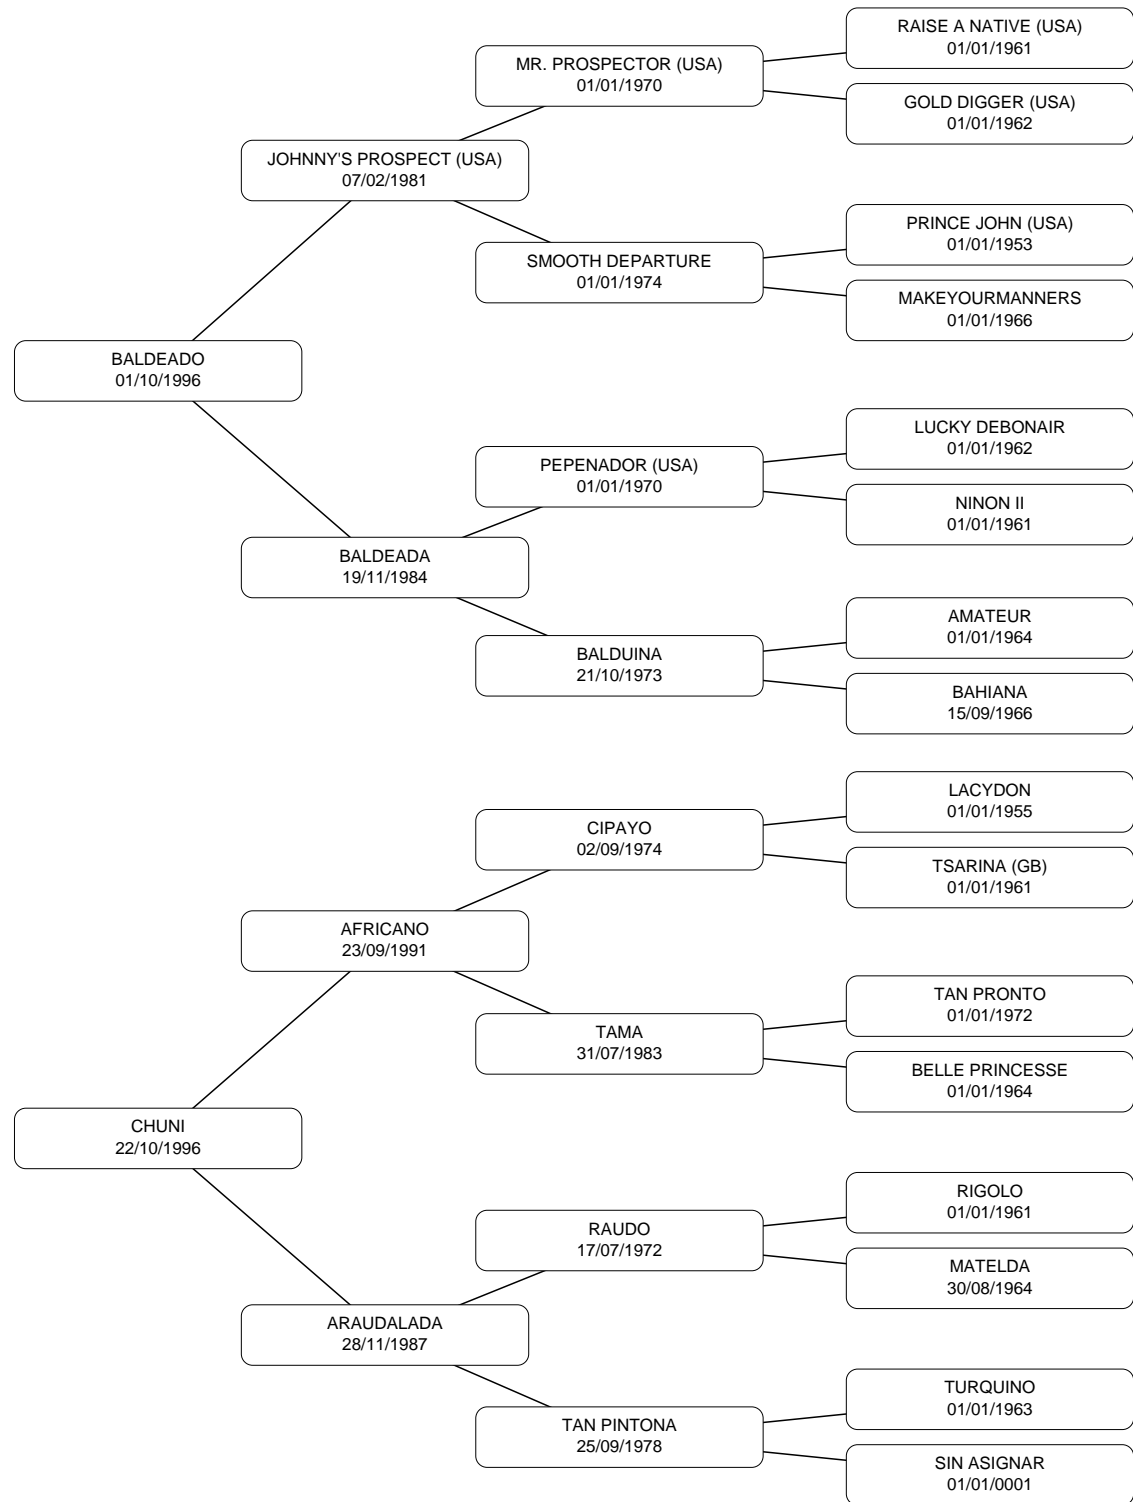 RAISE A NATIVE (USA)
01/01/1961
MR. PROSPECTOR (USA)
01/01/1970
GOLD DIGGER (USA)
01/01/1962
JOHNNY'S PROSPECT (USA)
07/02/1981
PRINCE JOHN (USA)
01/01/1953
SMOOTH DEPARTURE
01/01/1974
MAKEYOURMANNERS
01/01/1966
BALDEADO
01/10/1996
LUCKY DEBONAIR
01/01/1962
PEPENADOR (USA)
01/01/1970
NINON II
01/01/1961
BALDEADA
19/11/1984
AMATEUR
01/01/1964
BALDUINA
21/10/1973
BAHIANA
15/09/1966
LACYDON
01/01/1955
CIPAYO
02/09/1974
TSARINA (GB)
01/01/1961
AFRICANO
23/09/1991
TAN PRONTO
01/01/1972
TAMA
31/07/1983
BELLE PRINCESSE
01/01/1964
CHUNI
22/10/1996
RIGOLO
01/01/1961
RAUDO
17/07/1972
MATELDA
30/08/1964
ARAUDALADA
28/11/1987
TURQUINO
01/01/1963
TAN PINTONA
25/09/1978
SIN ASIGNAR
01/01/0001